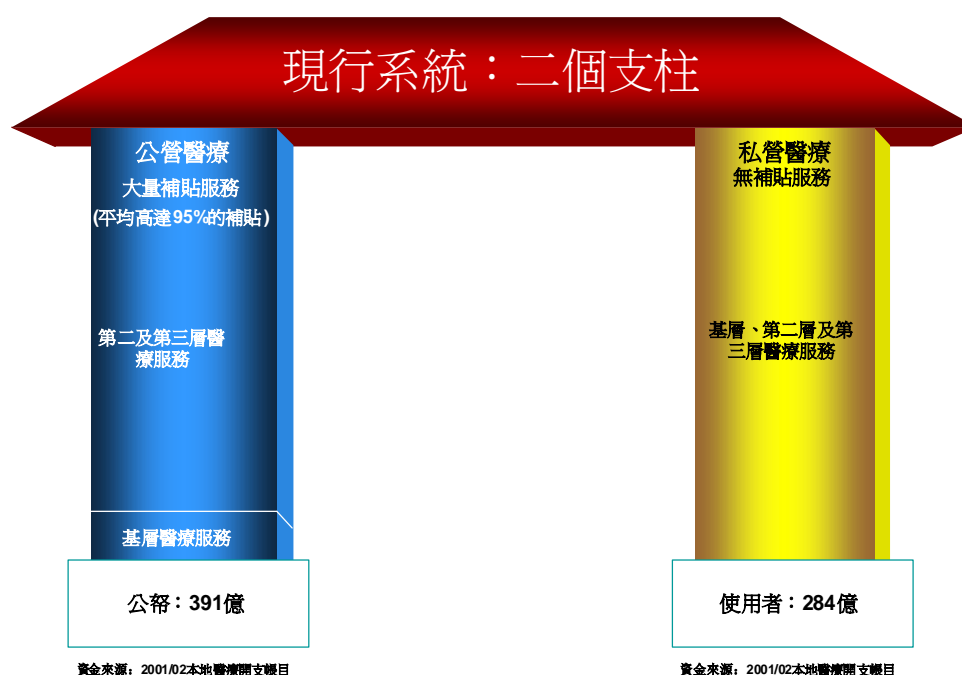 現行系統：二個支柱
公營醫療
大量補貼服務
(平均高達95%的補貼)
第二及第三層醫
療服務
基層醫療服務
公帑：391億
資金來源：2001/02本地醫療開支帳目
私營醫療
無補貼服務
基層、第二層及第
三層醫療服務
使用者：284億
資金來源：2001/02本地醫療開支帳目